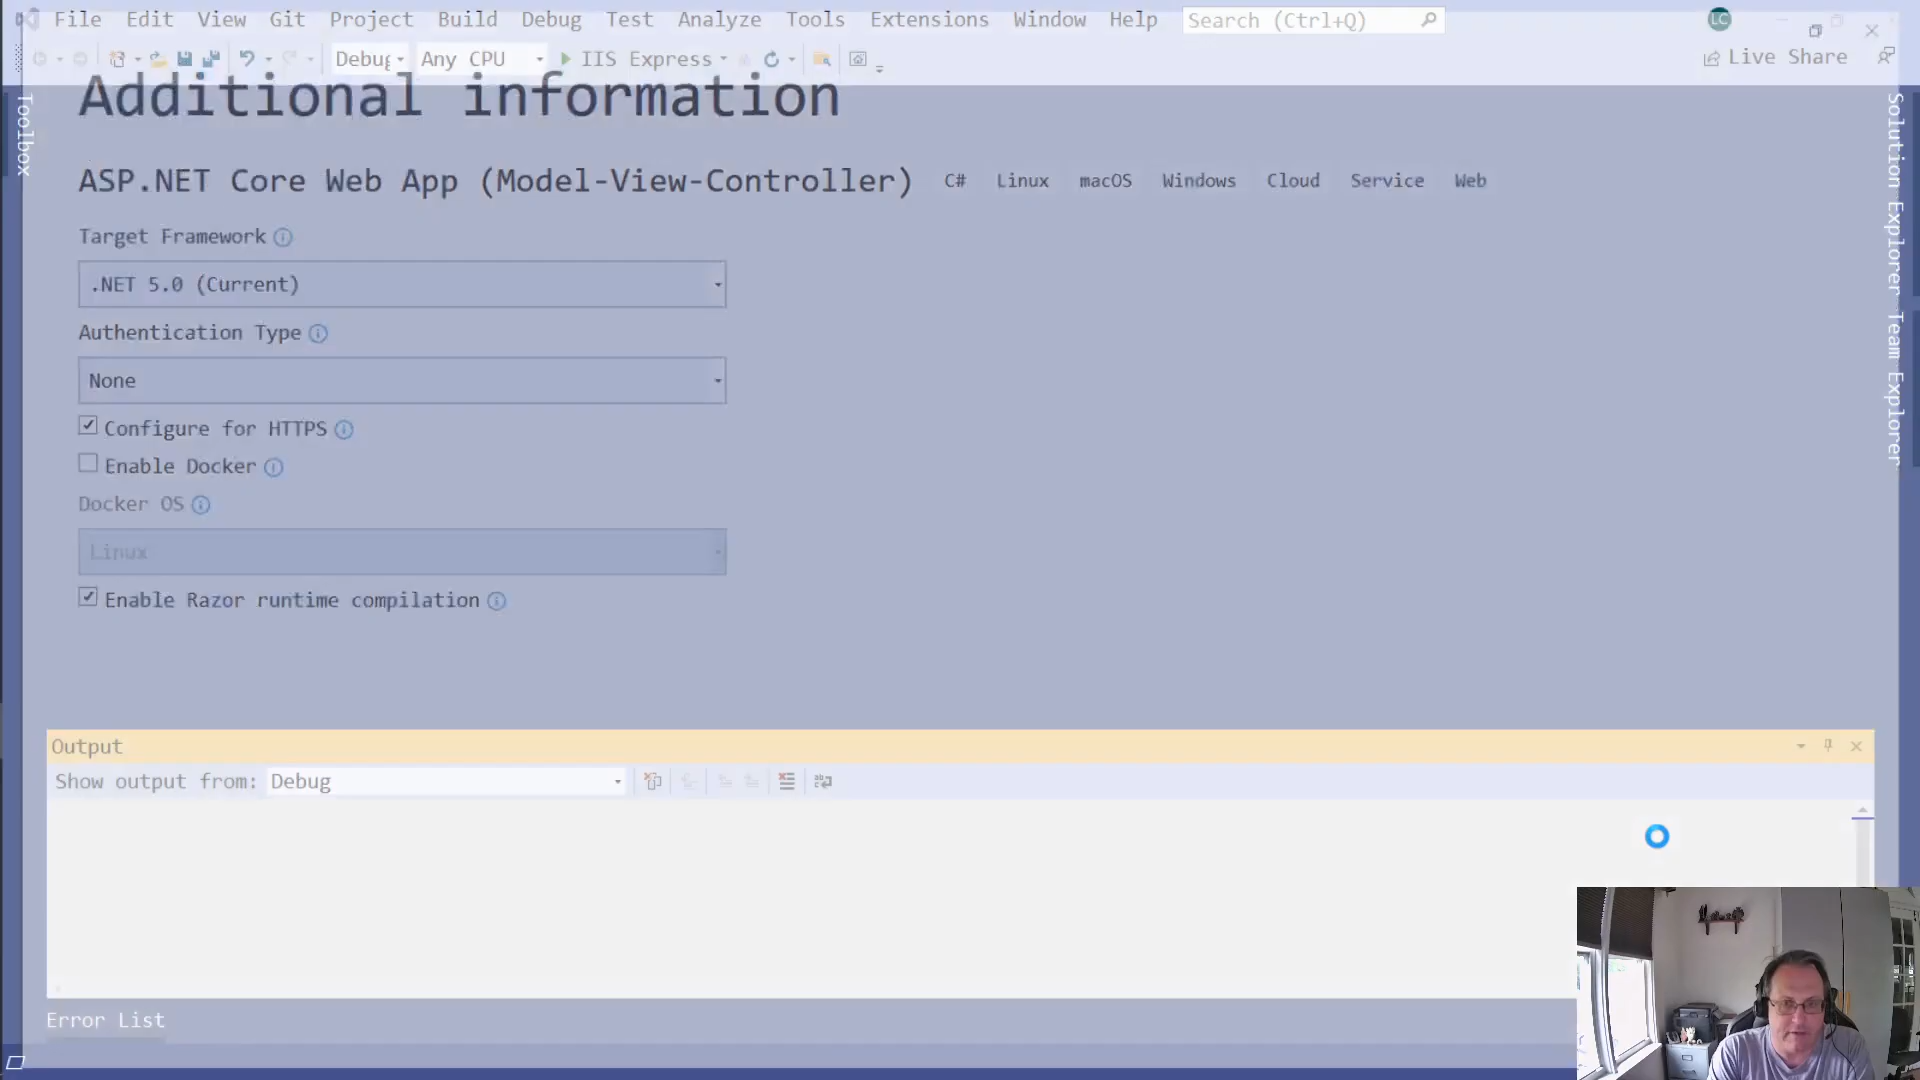 File Edit View Git Project Build Debug Test Analyze Tools Extensions Window Help Search (Ctrl+Q) LC
Debug Any CPU IIS Express Live Share
Toolbox
Additional information
ASP.NET Core Web App (Model-View-Controller) C# Linux macOS Windows Cloud Service Web
Target Framework
.NET 5.0 (Current)
Authentication Type
None
Configure for HTTPS
Enable Docker
Docker OS
Linux
Enable Razor runtime compilation
Solution Explorer
Team Explorer
Output
Show output from: Debug
Error List